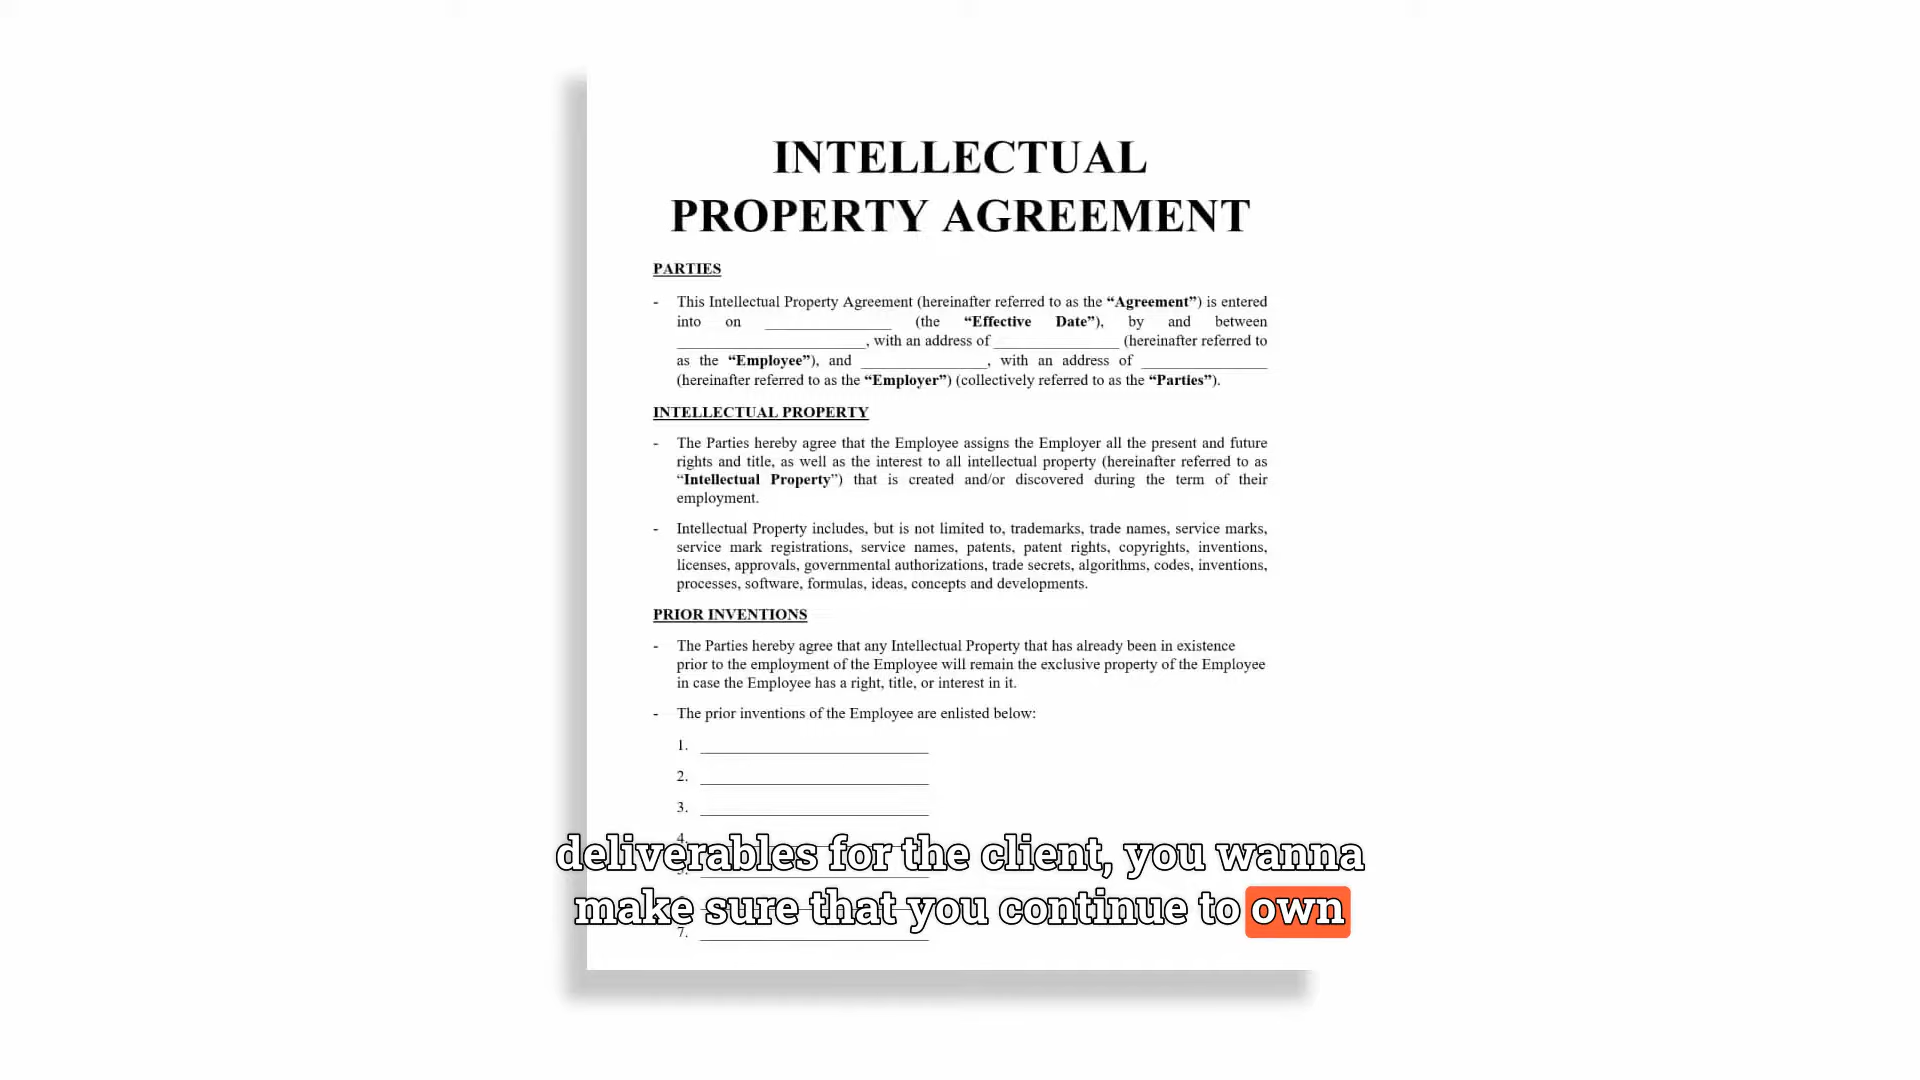 INTELLECTUAL
PROPERTY AGREEMENT
PARTIES
- This Intellectual Property Agreement (hereinafter referred to as the “Agreement”) is entered
into on ________________ (the “Effective Date”), by and between
________________________, with an address of ________________ (hereinafter referred to
as the “Employee”), and ________________, with an address of ________________
(hereinafter referred to as the “Employer”) (collectively referred to as the “Parties”).
INTELLECTUAL PROPERTY
- The Parties hereby agree that the Employee assigns the Employer all the present and future
rights and title, as well as the interest to all intellectual property (hereinafter referred to as
“Intellectual Property”) that is created and/or discovered during the term of their
employment.
- Intellectual Property includes, but is not limited to, trademarks, trade names, service marks,
service mark registrations, service names, patents, patent rights, copyrights, inventions,
licenses, approvals, governmental authorizations, trade secrets, algorithms, codes, inventions,
processes, software, formulas, ideas, concepts and developments.
PRIOR INVENTIONS
- The Parties hereby agree that any Intellectual Property that has already been in existence
prior to the employment of the Employee will remain the exclusive property of the Employee
in case the Employee has a right, title, or interest in it.
- The prior inventions of the Employee are enlisted below:
1. ______________________________
2. ______________________________
3. ______________________________
4.
deliverables for the client, you wanna
make sure that you continue to own
7. ______________________________